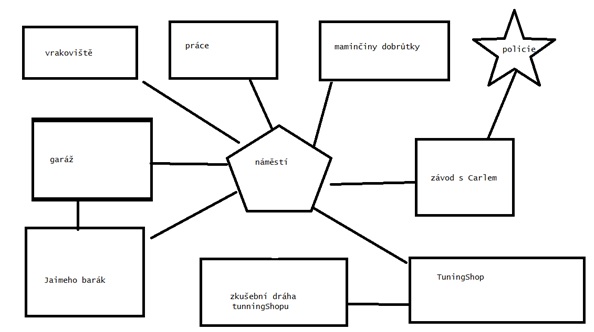 vrakoviště
práce
maminčiny dobrůtky
policie
garáž
náměstí
závod s Carlem
Jaimeho barák
zkušební dráha
tunningShopu
TuningShop